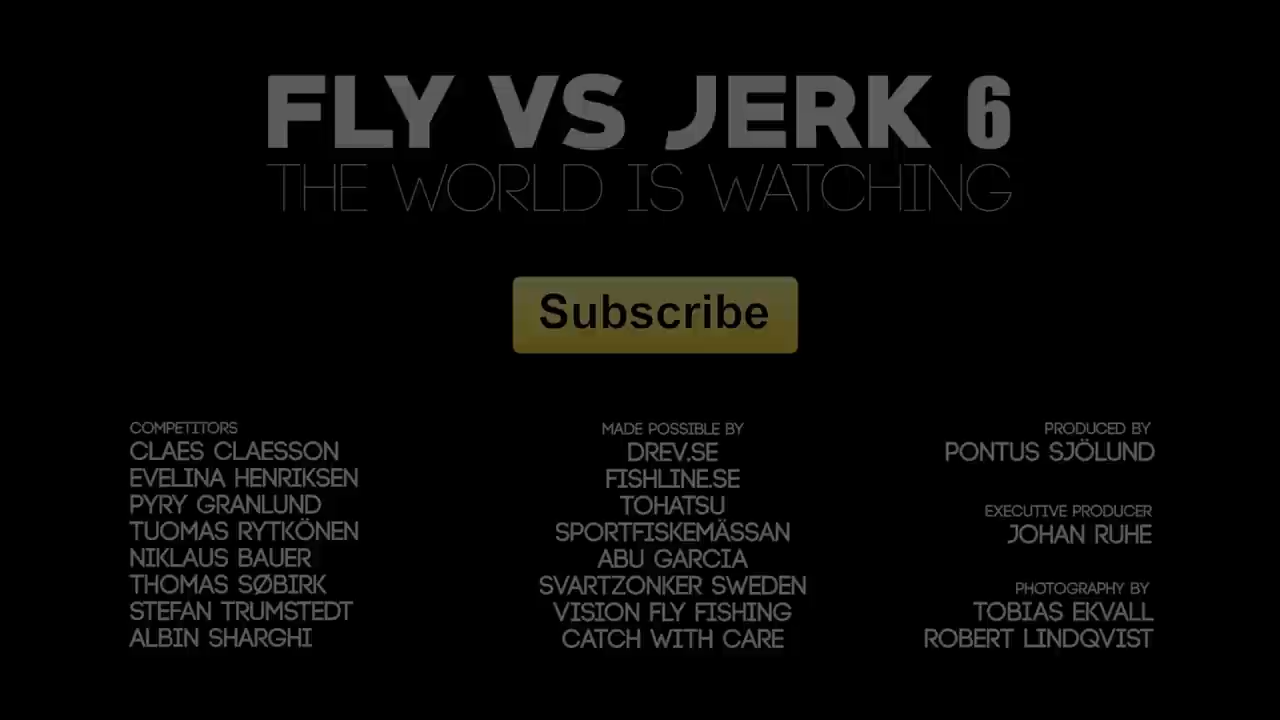 FLY VS JERK 6
THE WORLD IS WATCHING
Subscribe
COMPETITORS
CLAES CLAESSON
EVELINA HENRIKSEN
PYRY GRANLUND
TUOMAS RYTKÖNEN
NIKLAUS BAUER
THOMAS SØBIRK
STEFAN TRUMSTEDT
ALBIN SHARGHI
MADE POSSIBLE BY
DREV.SE
FISHLINE.SE
TOHATSU
SPORTFISKEMÄSSAN
ABU GARCIA
SVARTZONKER SWEDEN
VISION FLY FISHING
CATCH WITH CARE
PRODUCED BY
PONTUS SJÖLUND
EXECUTIVE PRODUCER
JOHAN RUHE
PHOTOGRAPHY BY
TOBIAS EKVALL
ROBERT LINDQVIST